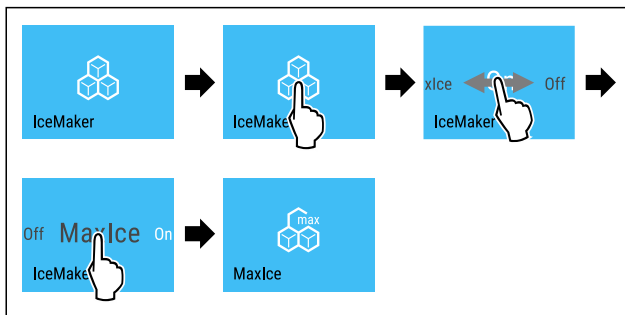 IceMaker
IceMake
xIce Off
IceMaker
Off MaxIce On
IceMake
max
MaxIce